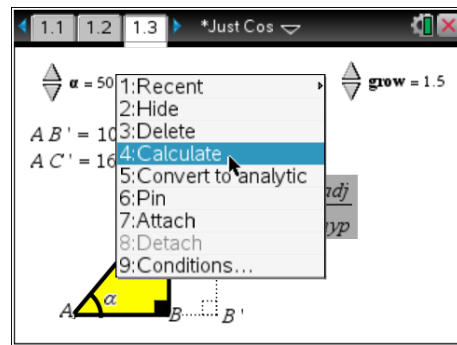 1.1 1.2 1.3 *Just Cos
α = 50
grow = 1.5
1:Recent
2:Hide
A B' = 10
3:Delete
4:Calculate
A C' = 16
5:Convert to analytic
6:Pin
7:Attach
8:Detach
9:Conditions...
adj
α
A B B'